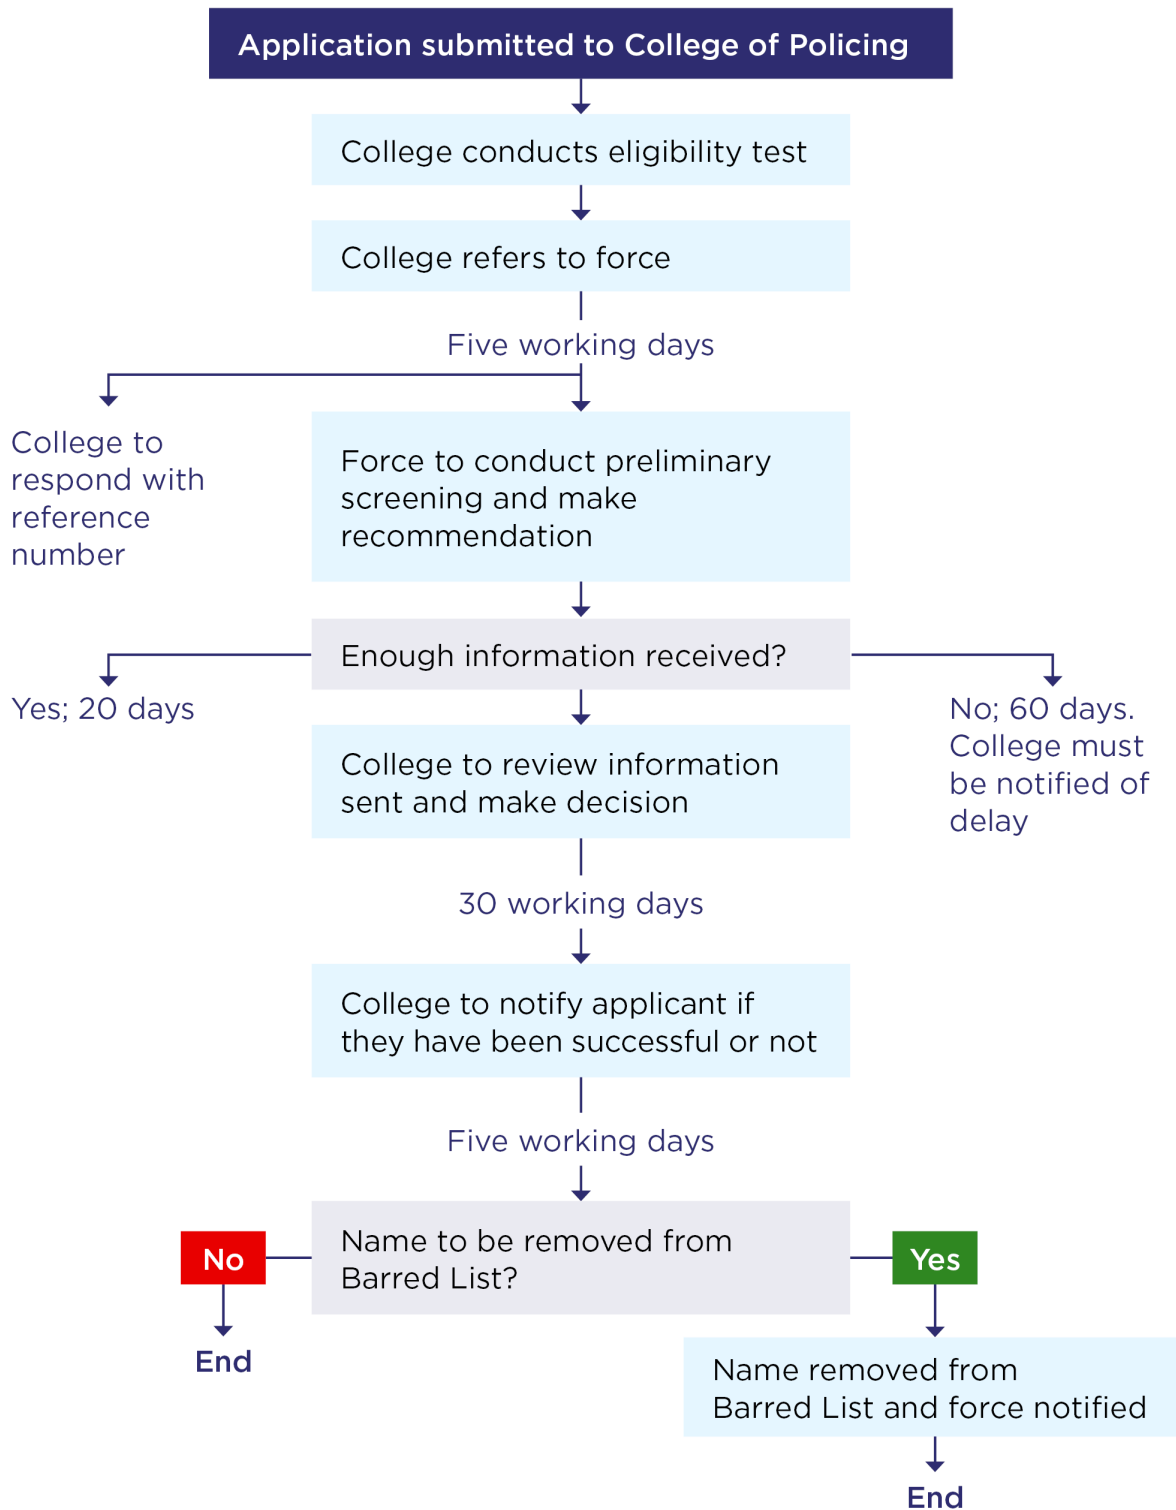 Application submitted to College of Policing
College conducts eligibility test
College refers to force
Five working days
College to
respond with
reference
number
Force to conduct preliminary
screening and make
recommendation
Enough information received?
Yes; 20 days
No; 60 days.
College must
be notified of
delay
College to review information
sent and make decision
30 working days
College to notify applicant if
they have been successful or not
Five working days
Name to be removed from
Barred List?
No
End
Yes
Name removed from
Barred List and force notified
End